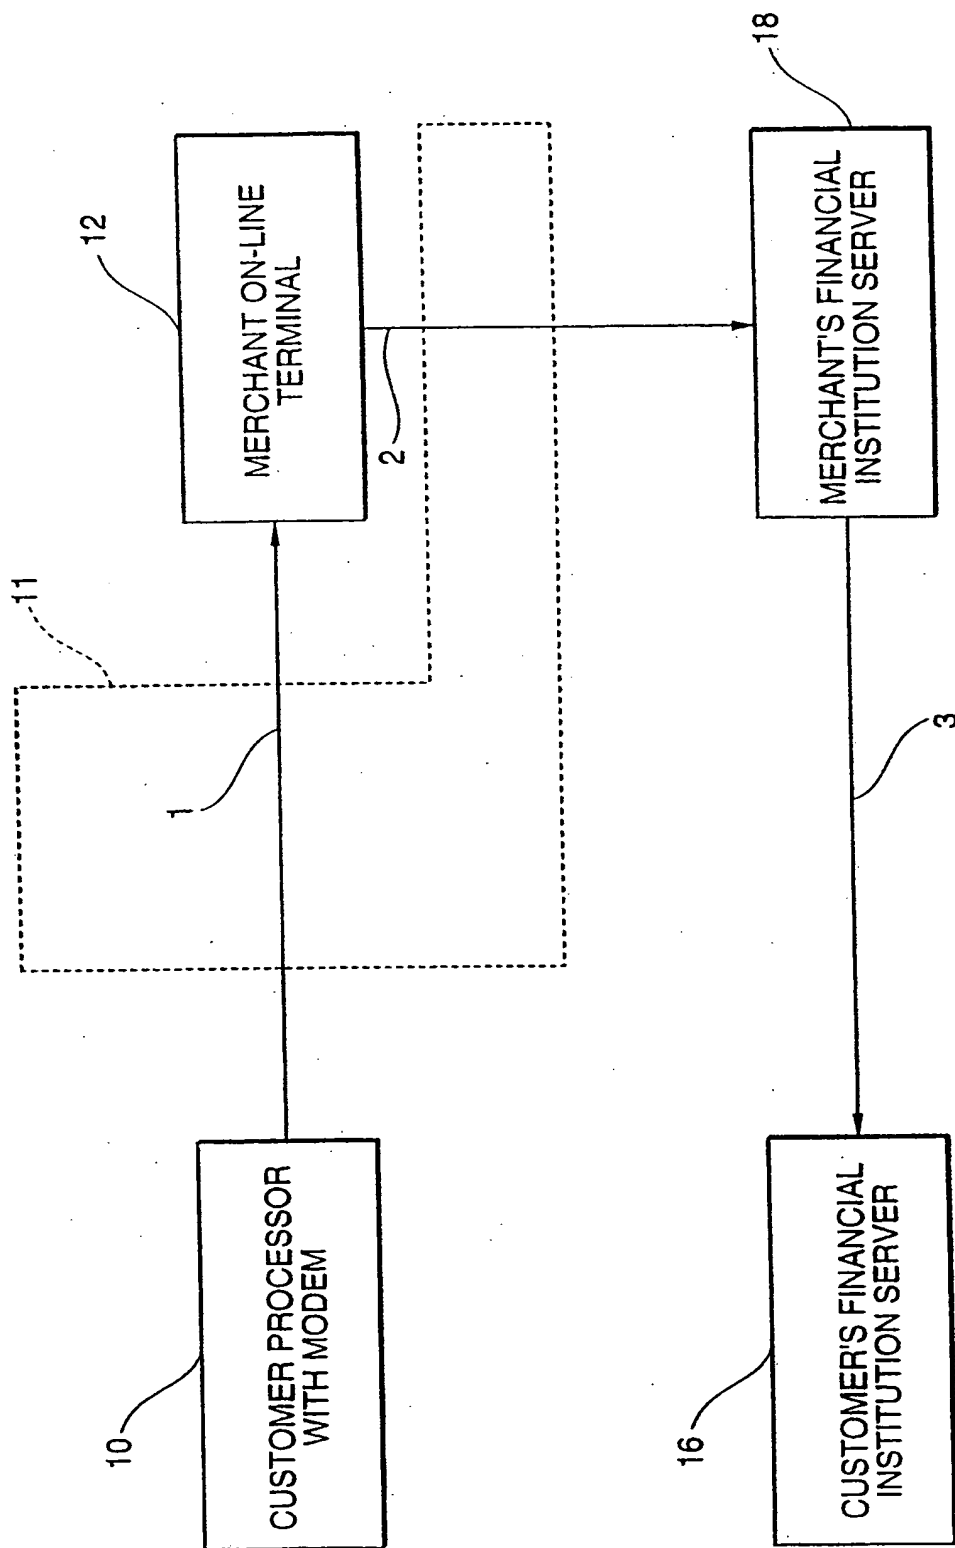 11
12
1
10
CUSTOMER PROCESSOR
WITH MODEM
MERCHANT ON-LINE
TERMINAL
2
18
16
CUSTOMER'S FINANCIAL
INSTITUTION SERVER
3
MERCHANT'S FINANCIAL
INSTITUTION SERVER